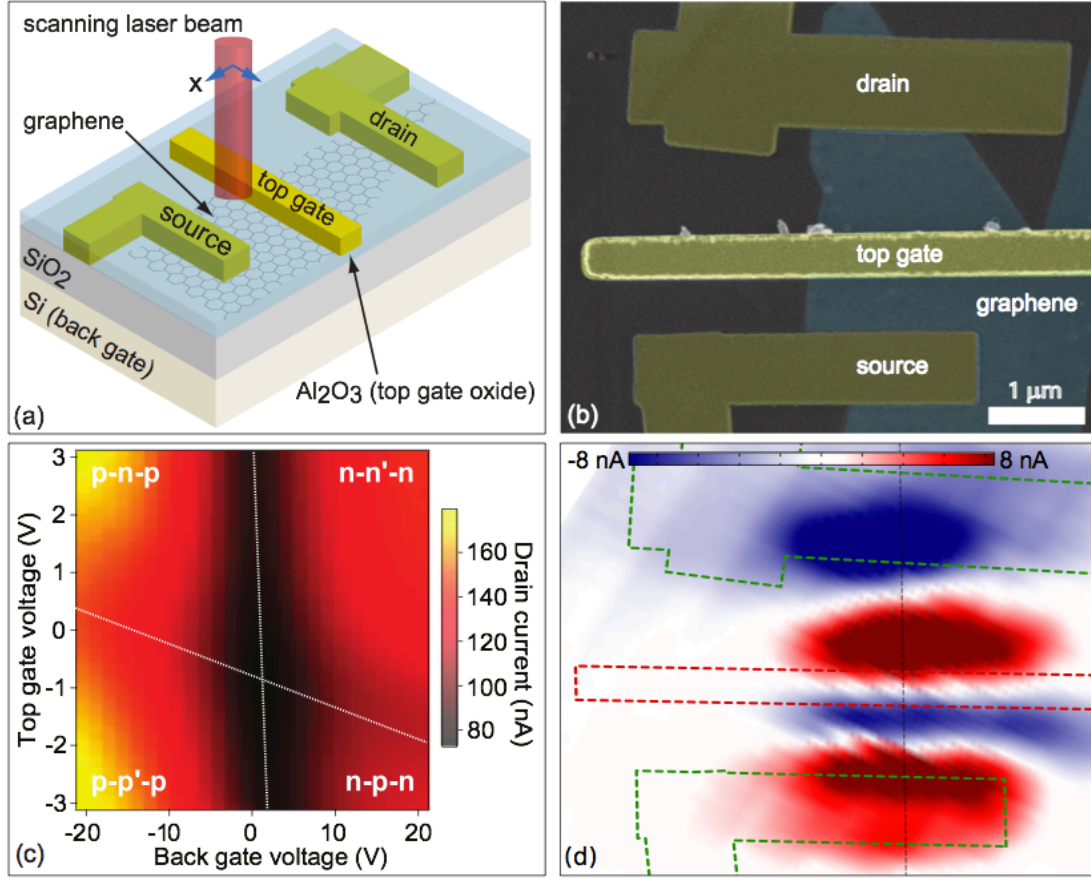 scanning laser beam
x
graphene
drain
top gate
source
SiO2
Si (back gate)
Al2O3 (top gate oxide)
(a)
drain
top gate
graphene
source
1 μm
(b)
p-n-p
n-n'-n
p-p'-p
n-p-n
3
2
1
0
-1
-2
-3
Top gate voltage (V)
-20
-10
0
10
20
Back gate voltage (V)
160
140
120
100
80
Drain current (nA)
(c)
-8 nA
8 nA
(d)